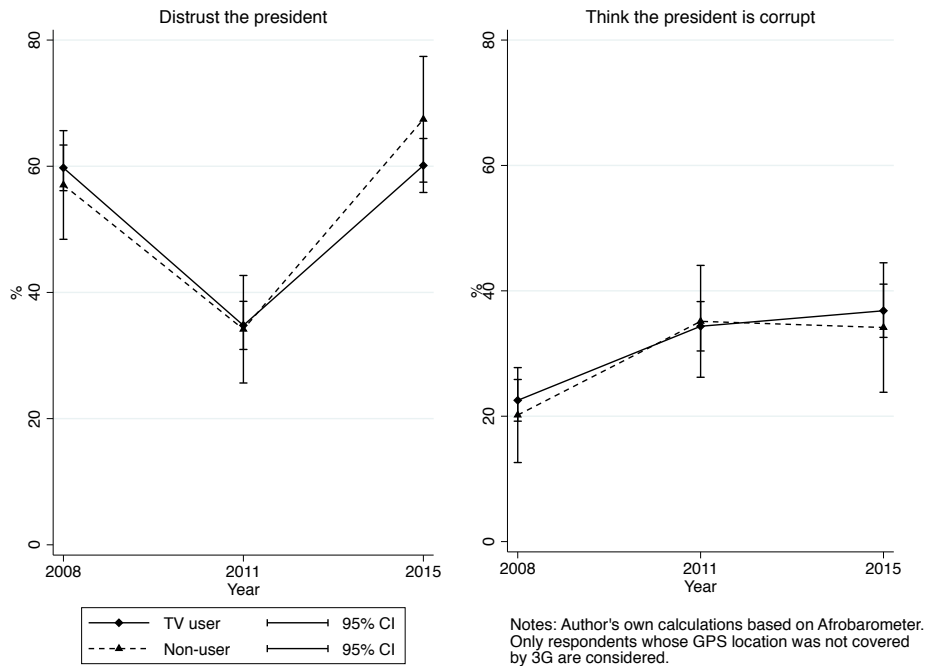 Distrust the president
80
60
40
20
0
%
2008
2011
2015
Year
Think the president is corrupt
80
60
40
20
0
%
2008
2011
2015
Year
TV user
95% CI
Non-user
95% CI
Notes: Author's own calculations based on Afrobarometer.
Only respondents whose GPS location was not covered
by 3G are considered.